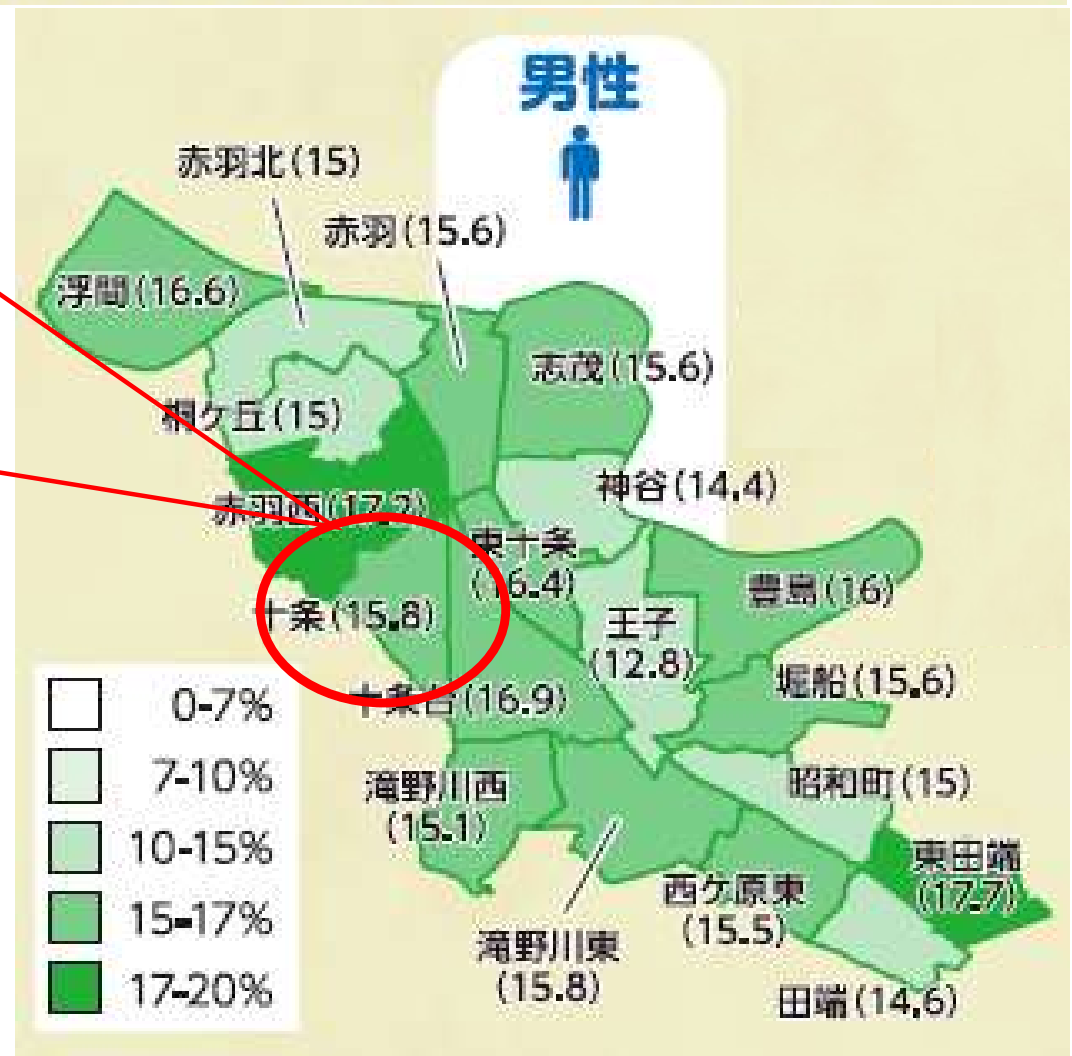 男性
赤羽北(15)
赤羽(15.6)
浮間(16.6)
志茂(15.6)
桐ケ丘(15)
神谷(14.4)
赤羽西(17.2)
東十条
(16.4)
豊島(16)
十条(15.8)
王子
(12.8)
堀船(15.6)
十条台(16.9)
0-7%
7-10%
10-15%
15-17%
17-20%
滝野川西
(15.1)
昭和町(15)
東田端
(17.7)
西ケ原東
(15.5)
滝野川東
(15.8)
田端(14.6)